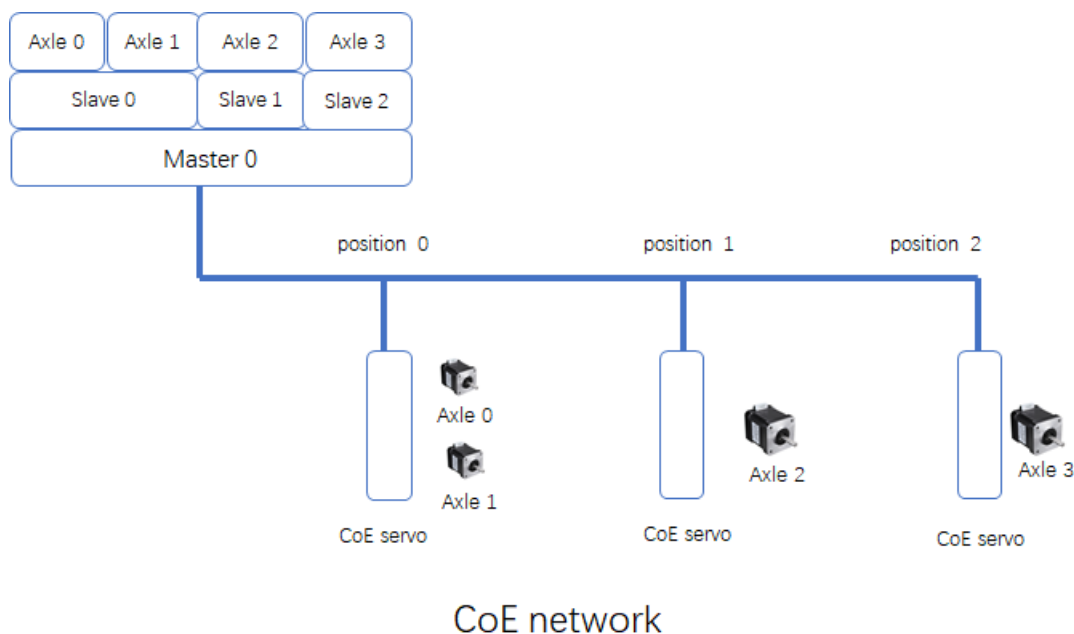 Axle 0 Axle 1 Axle 2 Axle 3
Slave 0 Slave 1 Slave 2
Master 0
position 0 position 1 position 2
Axle 0
Axle 1
Axle 2
Axle 3
CoE servo CoE servo CoE servo
CoE network